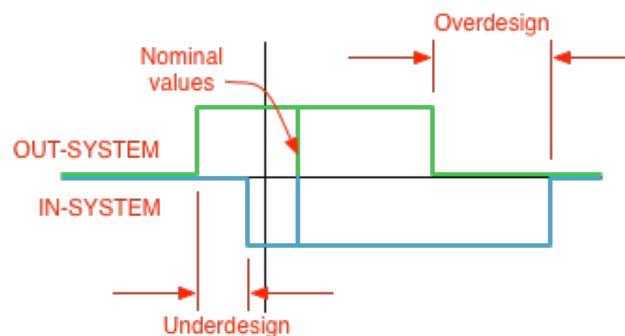 Overdesign
Nominal
values
OUT-SYSTEM
IN-SYSTEM
Underdesign